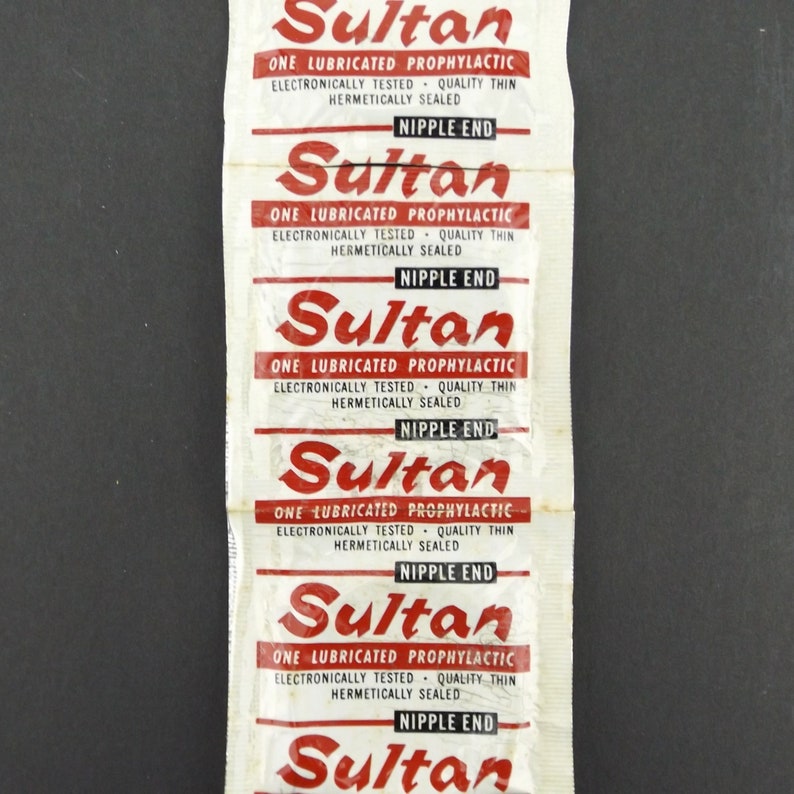 Sultan
ONE LUBRICATED PROPHYLACTIC
ELECTRONICALLY TESTED • QUALITY THIN
HERMETICALLY SEALED
NIPPLE END
Sultan
ONE LUBRICATED PROPHYLACTIC
ELECTRONICALLY TESTED • QUALITY THIN
HERMETICALLY SEALED
NIPPLE END
Sultan
ONE LUBRICATED PROPHYLACTIC
ELECTRONICALLY TESTED • QUALITY THIN
HERMETICALLY SEALED
NIPPLE END
Sultan
ONE LUBRICATED PROPHYLACTIC
ELECTRONICALLY TESTED • QUALITY THIN
HERMETICALLY SEALED
NIPPLE END
Sultan
ONE LUBRICATED PROPHYLACTIC
ELECTRONICALLY TESTED • QUALITY THIN
HERMETICALLY SEALED
NIPPLE END
Sultan